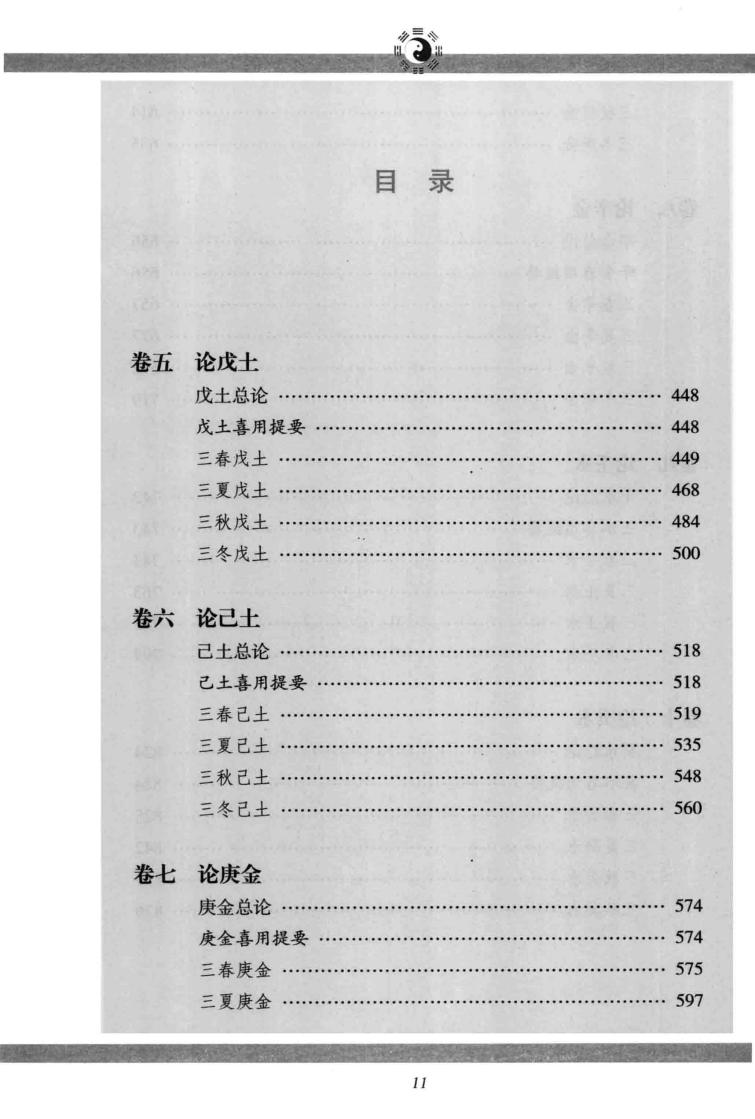 目 录
卷五 论戊土
戊土总论 …… 448
戊土喜用提要 …… 448
三春戊土 …… 449
三夏戊土 …… 468
三秋戊土 …… 484
三冬戊土 …… 500
卷六 论己土
己土总论 …… 518
己土喜用提要 …… 518
三春己土 …… 519
三夏己土 …… 535
三秋己土 …… 548
三冬己土 …… 560
卷七 论庚金
庚金总论 …… 574
庚金喜用提要 …… 574
三春庚金 …… 575
三夏庚金 …… 597
11